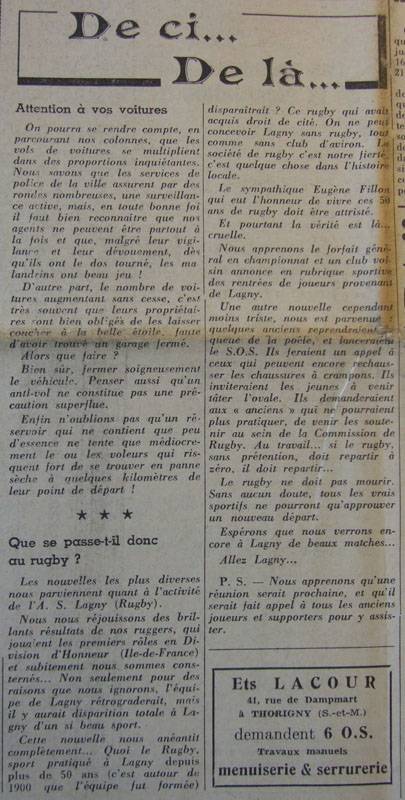 De ci...
De là...
Attention à vos voitures
On pourra se rendre compte, en
parcourant nos colonnes, que les
vols de voitures se multiplient
dans des proportions inquiétantes.
Nous savons que les services de
police de la ville assurent par des
rondes nombreuses, une surveillan-
ce active, mais, en toute bonne foi
il faut bien reconnaître que nos
agents ne peuvent être partout à
la fois et que, malgré leur vigi-
lance et leur dévouement, dès
qu'ils ont le dos tourné, les ma
landrins ont beau jeu !
D'autre part, le nombre de voi-
tures augmentant sans cesse, c'est
très souvent que leurs propriétai-
res sont bien obligés de les laisser
coucher à la belle étoile, faute
d'avoir trouvé un garage fermé.
Alors que faire ?
Bien sûr, fermer soigneusement
le véhicule. Penser aussi qu'un
anti-vol ne constitue pas une pré-
caution superflue.
Enfin n'oublions pas qu'un ré-
servoir qui ne contient que peu
d'essence ne tente que médiocre-
ment le ou les voleurs qui ris-
quent fort de se trouver en panne
sèche à quelques kilomètres de
leur point de départ !
★ ★ ★
Que se passe-t-il donc
au rugby ?
Les nouvelles les plus diverses
nous parviennent quant à l'activité
de l'A. S. Lagny (Rugby).
Nous nous réjouissons des bril-
lants résultats de nos ruggers, qui
jouaient les premiers rôles en Di-
vision d'Honneur (Ile-de-France)
et subitement nous sommes cons-
ternés... Non seulement pour des
raisons que nous ignorons, l'équi-
pe de Lagny rétrograderait, mais
il y aurait disparition totale à La-
gny d'un si beau sport.
Cette nouvelle nous anéantit
complètement... Quoi le Rugby,
sport pratiqué à Lagny depuis
plus de 50 ans (c'est autour de
1900 que l'équipe fut formée)
disparaîtrait ? Ce rugby qui avait
acquis droit de cité. On ne peut
concevoir Lagny sans rugby, tout
comme sans club d'aviron. La
société de rugby c'est notre fierté,
c'est quelque chose dans l'histoire
locale.
Le sympathique Eugène Fillon
qui eut l'honneur de vivre ces 50
ans de rugby doit être attristé.
Et pourtant la vérité est là...
cruelle.
Nous apprenons le forfait géné-
ral en championnat et un club voi-
sin annonce en rubrique sportive
des rentrées de joueurs provenant
de Lagny.
Une autre nouvelle cependant
moins triste, nous est parvenue :
quelques anciens reprendraient la
queue de la poêle, et lanceraient
le S.O.S. Ils feraient un appel à
ceux qui peuvent encore rechaus-
ser les chaussures à crampons. Ils
inviteraient les jeunes à venir
tâter l'ovale. Ils demanderaient
aux « anciens » qui ne pourraient
plus pratiquer, de venir les soute-
nir au sein de la Commission de
Rugby. Au travail... si le rugby,
sans prétention, doit repartir à
zéro, il doit repartir...
Le rugby ne doit pas mourir.
Sans aucun doute, tous les vrais
sportifs ne pourront qu'approuver
un nouveau départ.
Espérons que nous verrons en-
core à Lagny de beaux matches...
Allez Lagny...
P. S. — Nous apprenons qu'une
réunion serait prochaine, et qu'il
serait fait appel à tous les anciens
joueurs et supporters pour y assis-
ter.
Ets LACOUR
41, rue de Dampmart
à THORIGNY (S.-et-M.)
demandent 6 O.S.
Travaux manuels
menuiserie & serrurerie